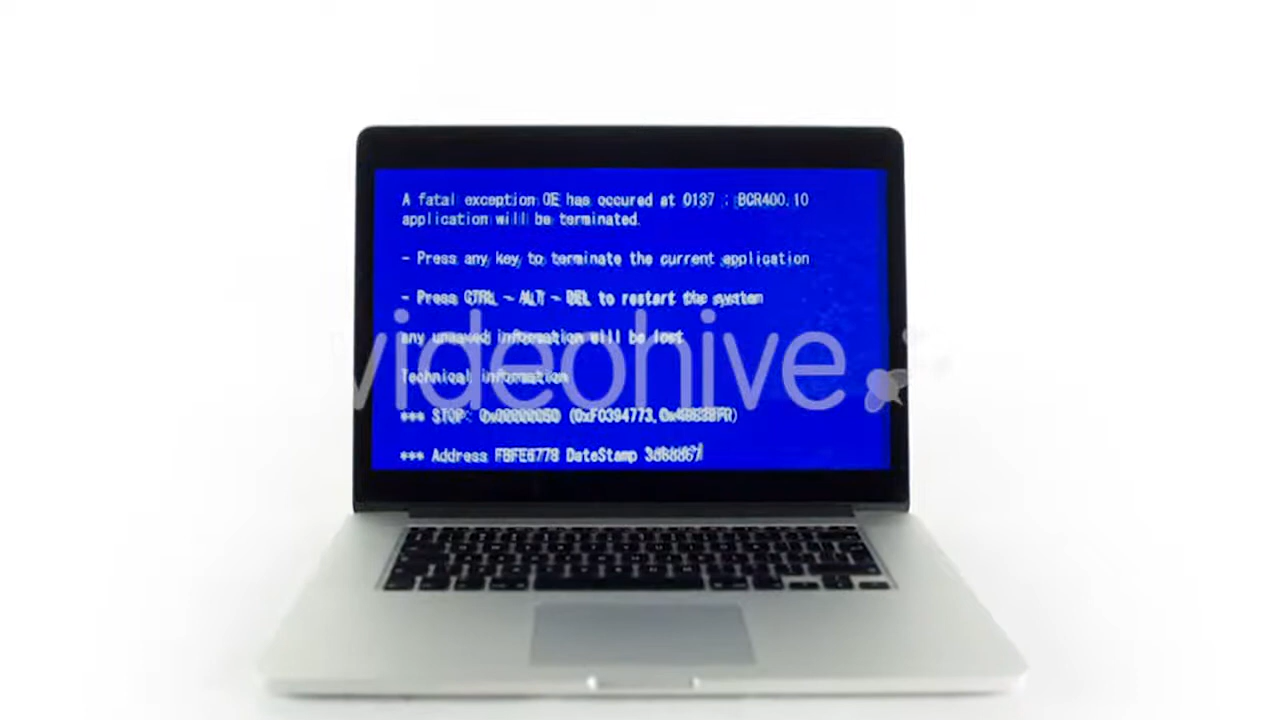 A fatal exception OE has occured at 0137 : BCR400.10
application will be terminated.
- Press any key to terminate the current application
- Press CTRL - ALT - DEL to restart the system
any unsaved information will be lost
Technical information
*** STOP: (0xF0394773,
*** Address FBFE6778 DateStamp
videohive